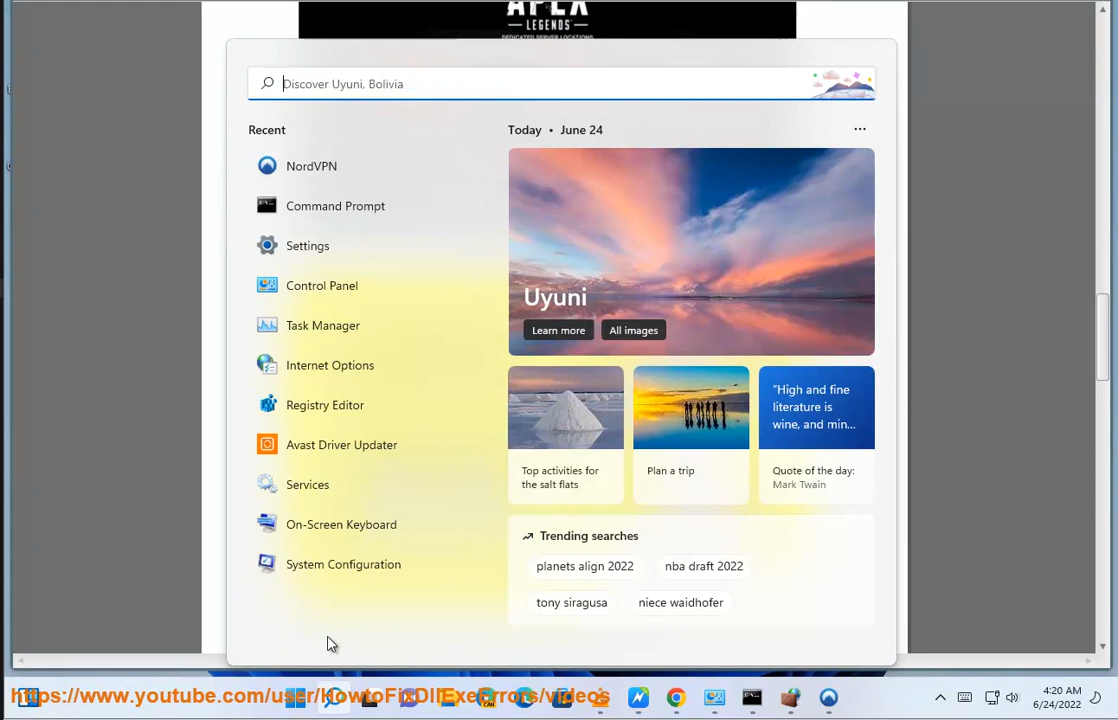 APEX
LEGENDS
DEDICATED SERVER LOCATIONS
Discover Uyuni, Bolivia
Recent
Today • June 24
NordVPN
Command Prompt
Settings
Control Panel
Task Manager
Internet Options
Registry Editor
Avast Driver Updater
Services
On-Screen Keyboard
System Configuration
Uyuni
Learn more
All images
Top activities for
the salt flats
Plan a trip
"High and fine
literature is
wine, and min...
Quote of the day:
Mark Twain
Trending searches
planets align 2022
nba draft 2022
tony siragusa
niece waidhofer
https://www.youtube.com/user/HowtoFixDllExeErrors/videos
4:20 AM
6/24/2022